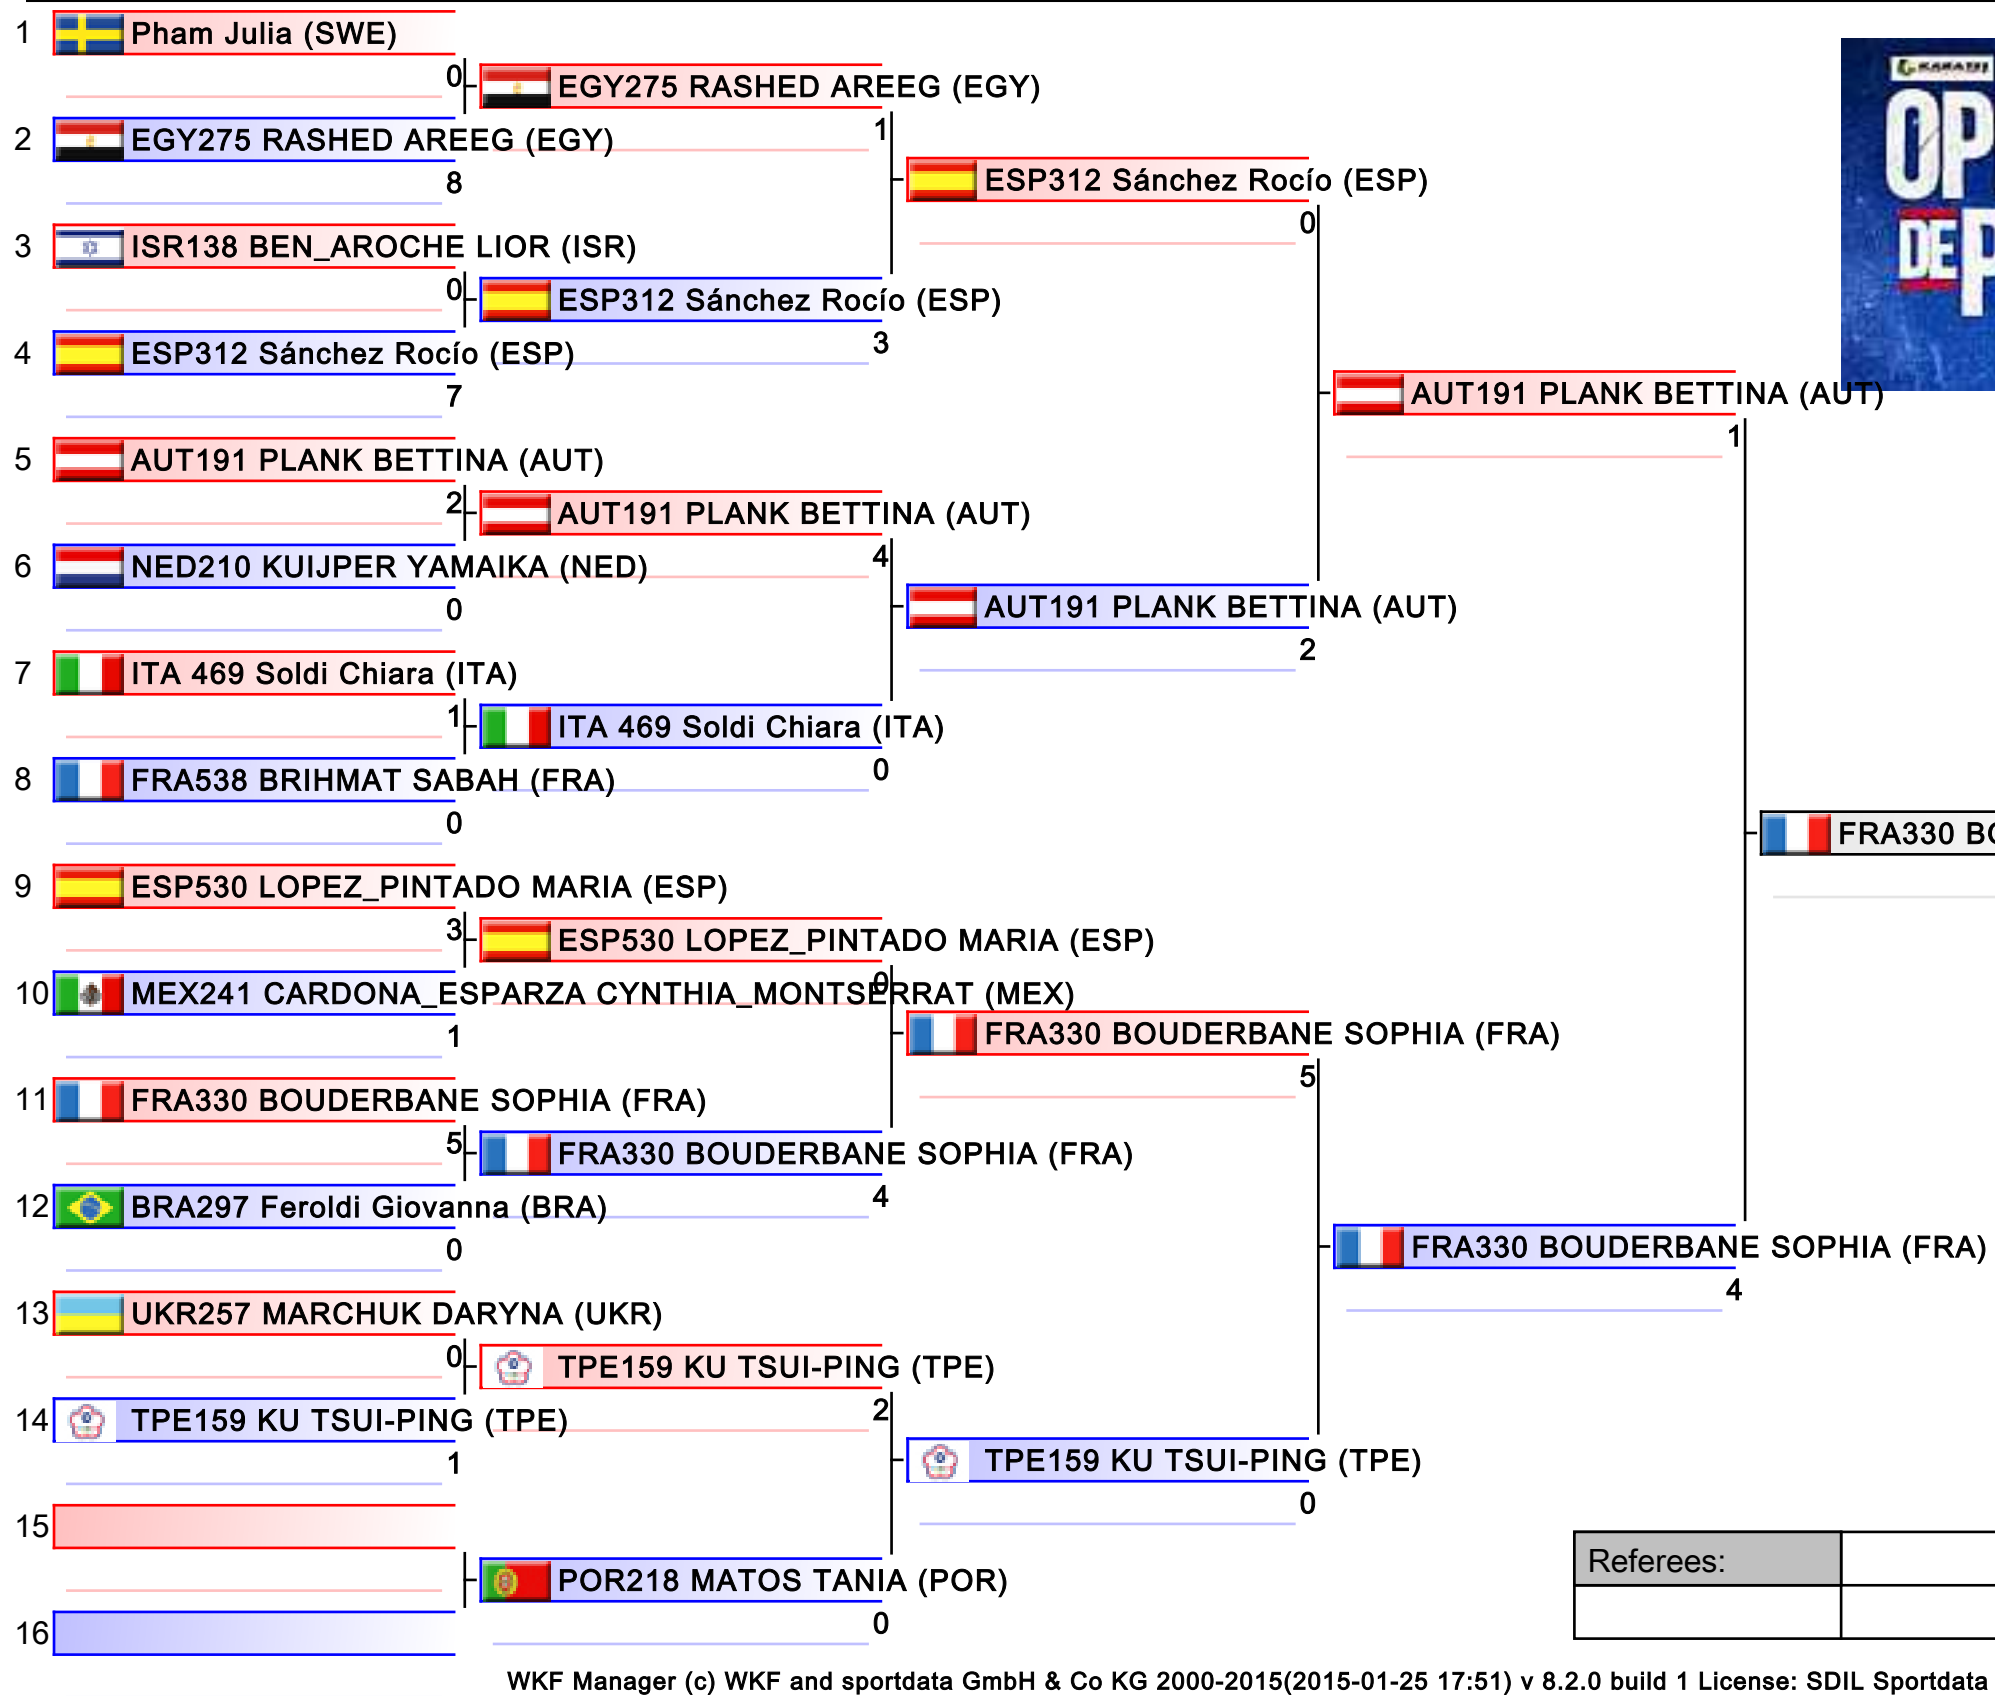 1 Pham Julia (SWE)
0
EGY275 RASHED AREEG (EGY)
1
2 EGY275 RASHED AREEG (EGY)
8
ESP312 Sánchez Rocío (ESP)
0
3 ISR138 BEN_AROCHE LIOR (ISR)
0
ESP312 Sánchez Rocío (ESP)
3
4 ESP312 Sánchez Rocío (ESP)
7
AUT191 PLANK BETTINA (AUT)
1
5 AUT191 PLANK BETTINA (AUT)
2
AUT191 PLANK BETTINA (AUT)
4
6 NED210 KUIJPER YAMAIKA (NED)
0
AUT191 PLANK BETTINA (AUT)
2
7 ITA 469 Soldi Chiara (ITA)
1
ITA 469 Soldi Chiara (ITA)
0
8 FRA538 BRIHMAT SABAH (FRA)
0
FRA330 BO
9 ESP530 LOPEZ_PINTADO MARIA (ESP)
3
ESP530 LOPEZ_PINTADO MARIA (ESP)
0
10 MEX241 CARDONA_ESPARZA CYNTHIA_MONTSERRAT (MEX)
1
FRA330 BOUDERBANE SOPHIA (FRA)
5
11 FRA330 BOUDERBANE SOPHIA (FRA)
5
FRA330 BOUDERBANE SOPHIA (FRA)
4
12 BRA297 Feroldi Giovanna (BRA)
0
FRA330 BOUDERBANE SOPHIA (FRA)
4
13 UKR257 MARCHUK DARYNA (UKR)
0
TPE159 KU TSUI-PING (TPE)
2
14 TPE159 KU TSUI-PING (TPE)
1
TPE159 KU TSUI-PING (TPE)
0
15
POR218 MATOS TANIA (POR)
0
16
KARATE
OP
DE P
Referees:
WKF Manager (c) WKF and sportdata GmbH & Co KG 2000-2015(2015-01-25 17:51) v 8.2.0 build 1 License: SDIL Sportdata